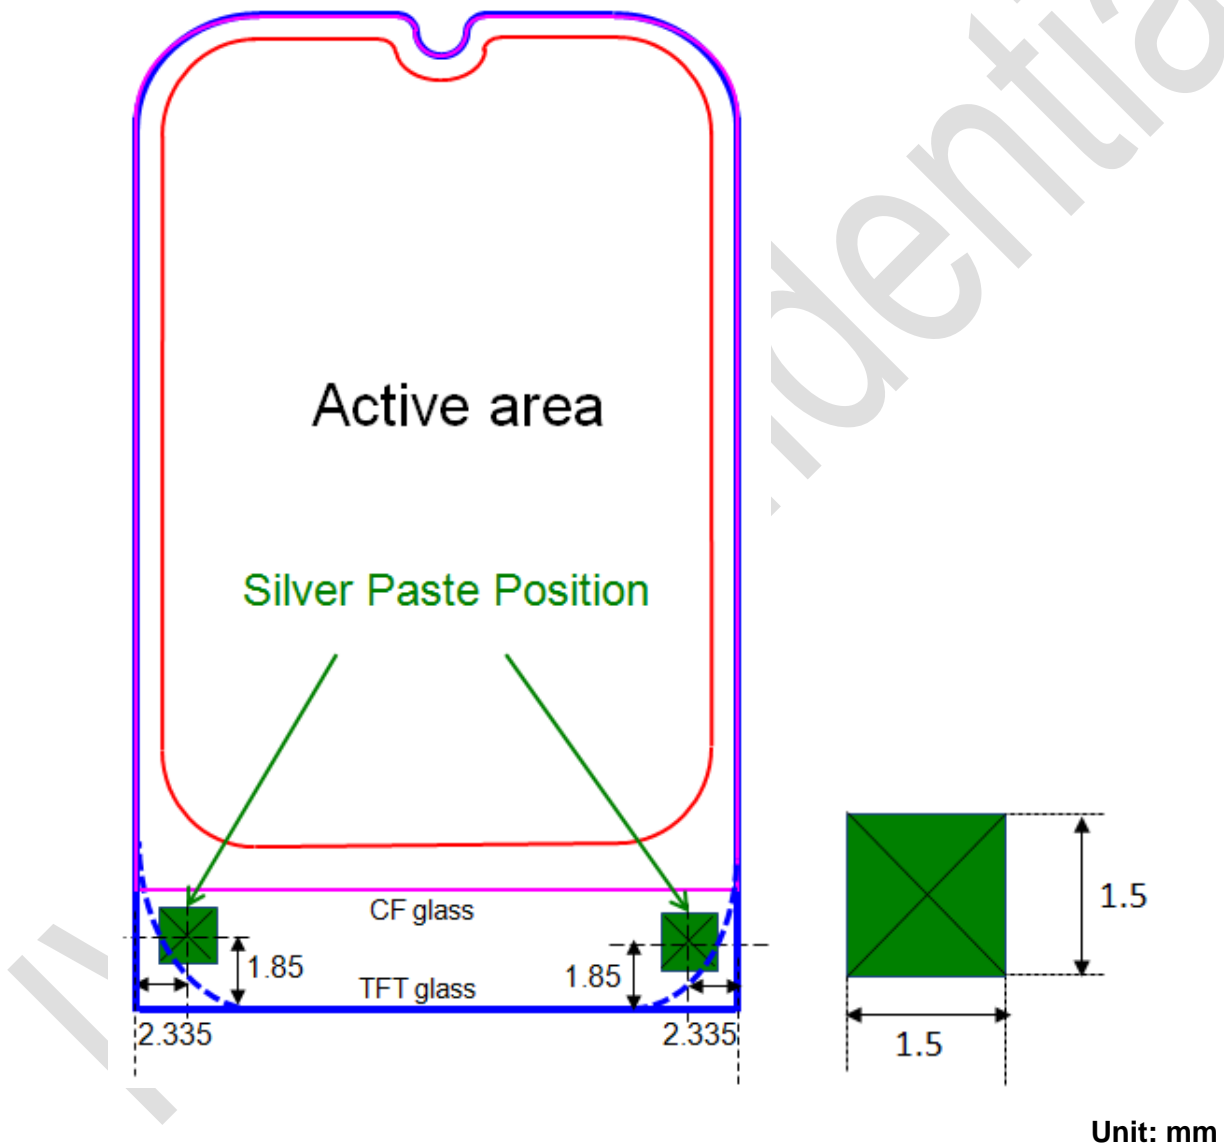 Active area
Silver Paste Position
CF glass
1.85
1.85
TFT glass
2.335
2.335
1.5
1.5
Unit: mm